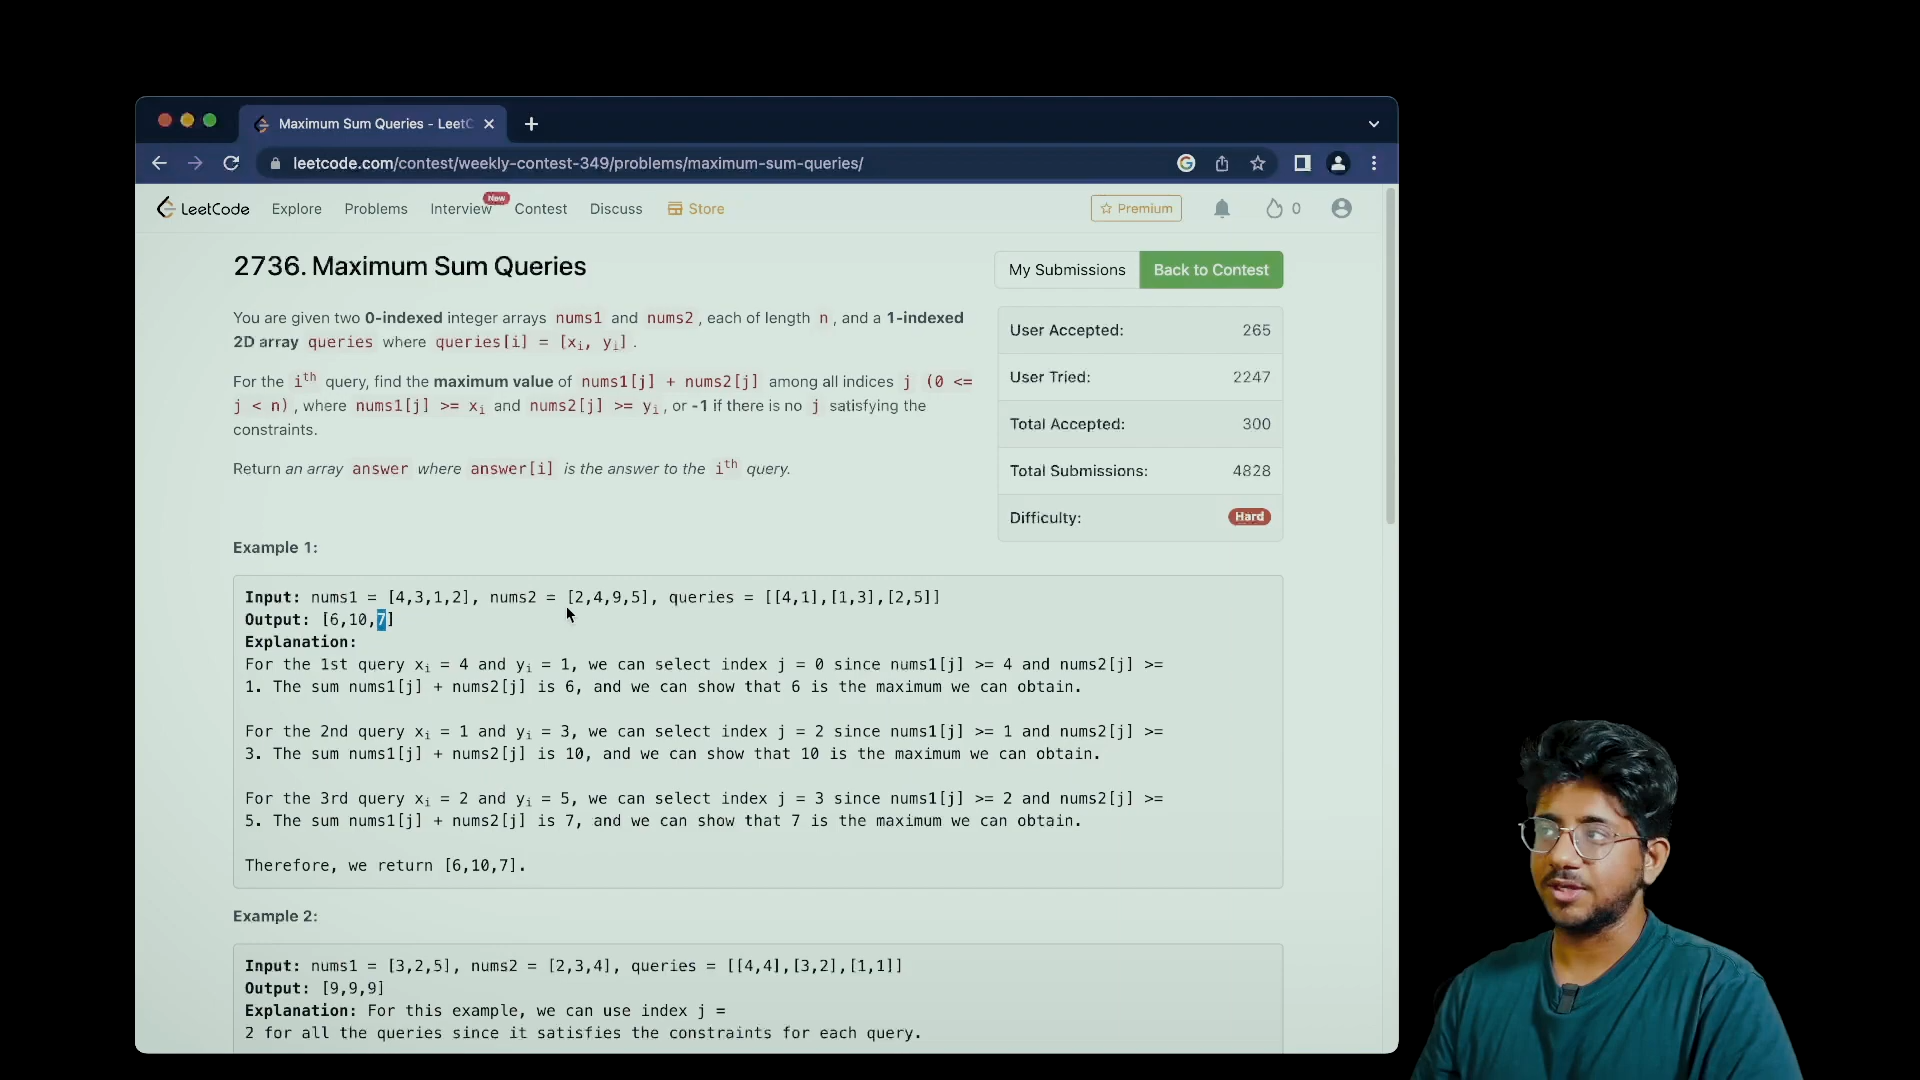 Maximum Sum Queries - LeetC
leetcode.com/contest/weekly-contest-349/problems/maximum-sum-queries/
LeetCode Explore Problems Interview New Contest Discuss Store Premium 0
2736. Maximum Sum Queries
My Submissions Back to Contest
You are given two 0-indexed integer arrays nums1 and nums2, each of length n, and a 1-indexed
2D array queries where queries[i] = [xi, yi].
For the ith query, find the maximum value of nums1[j] + nums2[j] among all indices j (0 <=
j < n), where nums1[j] >= xi and nums2[j] >= yi, or -1 if there is no j satisfying the
constraints.
Return an array answer where answer[i] is the answer to the ith query.
User Accepted: 265
User Tried: 2247
Total Accepted: 300
Total Submissions: 4828
Difficulty: Hard
Example 1:
Input: nums1 = [4,3,1,2], nums2 = [2,4,9,5], queries = [[4,1],[1,3],[2,5]]
Output: [6,10,7]
Explanation:
For the 1st query xi = 4 and yi = 1, we can select index j = 0 since nums1[j] >= 4 and nums2[j] >=
1. The sum nums1[j] + nums2[j] is 6, and we can show that 6 is the maximum we can obtain.
For the 2nd query xi = 1 and yi = 3, we can select index j = 2 since nums1[j] >= 1 and nums2[j] >=
3. The sum nums1[j] + nums2[j] is 10, and we can show that 10 is the maximum we can obtain.
For the 3rd query xi = 2 and yi = 5, we can select index j = 3 since nums1[j] >= 2 and nums2[j] >=
5. The sum nums1[j] + nums2[j] is 7, and we can show that 7 is the maximum we can obtain.
Therefore, we return [6,10,7].
Example 2:
Input: nums1 = [3,2,5], nums2 = [2,3,4], queries = [[4,4],[3,2],[1,1]]
Output: [9,9,9]
Explanation: For this example, we can use index j =
2 for all the queries since it satisfies the constraints for each query.